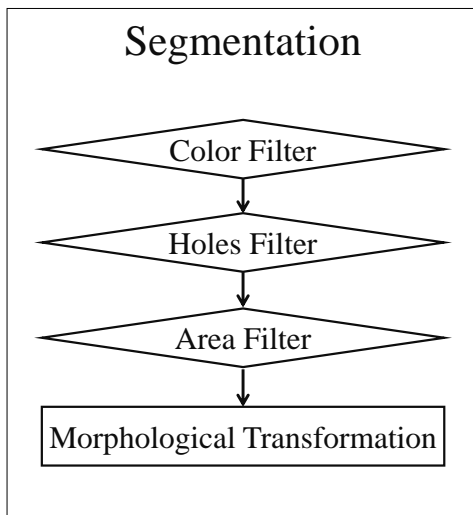 Segmentation
Color Filter
Holes Filter
Area Filter
Morphological Transformation